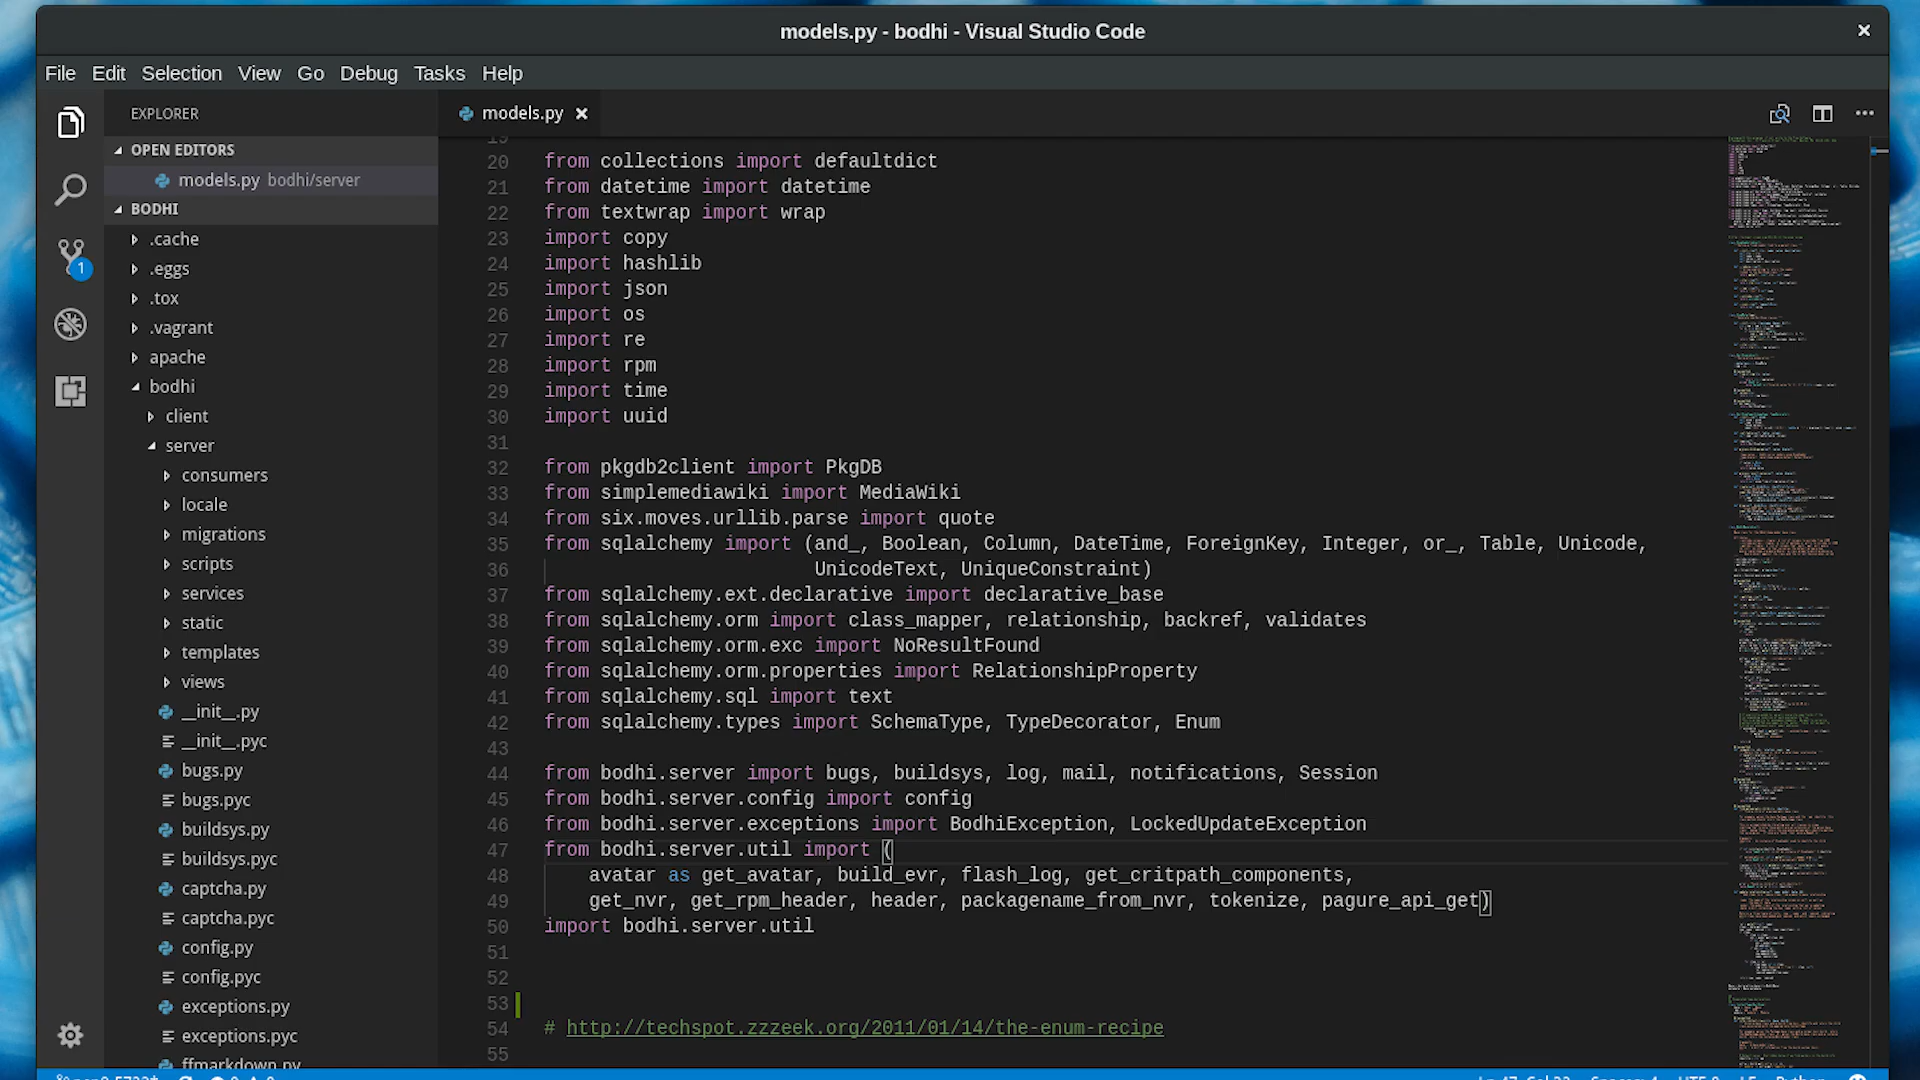 models.py - bodhi - Visual Studio Code
File Edit Selection View Go Debug Tasks Help
EXPLORER
OPEN EDITORS
models.py bodhi/server
BODHI
.cache
.eggs
.tox
.vagrant
apache
bodhi
client
server
consumers
locale
migrations
scripts
services
static
templates
views
__init__.py
__init__.pyc
bugs.py
bugs.pyc
buildsys.py
buildsys.pyc
captcha.py
captcha.pyc
config.py
config.pyc
exceptions.py
exceptions.pyc
ffmarkdown.py
1
models.py
19
20 from collections import defaultdict
21 from datetime import datetime
22 from textwrap import wrap
23 import copy
24 import hashlib
25 import json
26 import os
27 import re
28 import rpm
29 import time
30 import uuid
31
32 from pkgdb2client import PkgDB
33 from simplemediawiki import MediaWiki
34 from six.moves.urllib.parse import quote
35 from sqlalchemy import (and_, Boolean, Column, DateTime, ForeignKey, Integer, or_, Table, Unicode,
36 UnicodeText, UniqueConstraint)
37 from sqlalchemy.ext.declarative import declarative_base
38 from sqlalchemy.orm import class_mapper, relationship, backref, validates
39 from sqlalchemy.orm.exc import NoResultFound
40 from sqlalchemy.orm.properties import RelationshipProperty
41 from sqlalchemy.sql import text
42 from sqlalchemy.types import SchemaType, TypeDecorator, Enum
43
44 from bodhi.server import bugs, buildsys, log, mail, notifications, Session
45 from bodhi.server.config import config
46 from bodhi.server.exceptions import BodhiException, LockedUpdateException
47 from bodhi.server.util import (
48 avatar as get_avatar, build_evr, flash_log, get_critpath_components,
49 get_nvr, get_rpm_header, header, packagename_from_nvr, tokenize, pagure_api_get)
50 import bodhi.server.util
51
52
53
54 # http://techspot.zzzeek.org/2011/01/14/the-enum-recipe
55